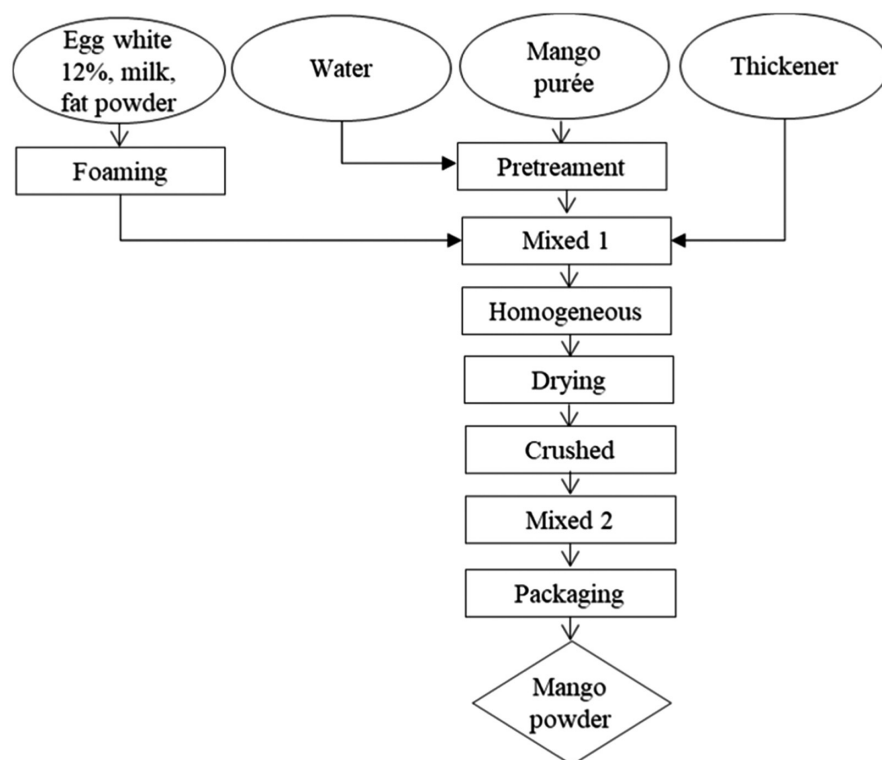 Egg white
12%, milk,
fat powder
Water
Mango
purée
Thickener
Foaming
Pretreament
Mixed 1
Homogeneous
Drying
Crushed
Mixed 2
Packaging
Mango
powder